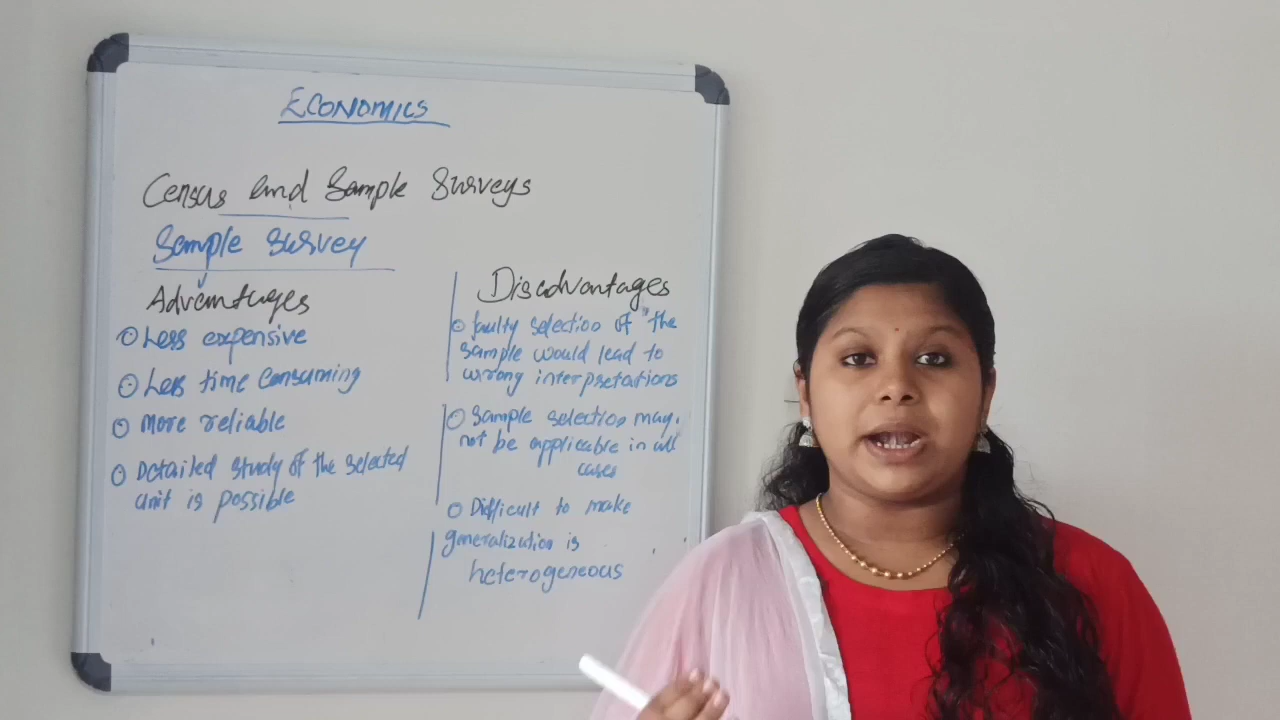 ECONOMICS
Census and Sample Surveys
Sample Survey
Advantages
Less expensive
Less time consuming
More reliable
Detailed study of the selected
unit is possible
Disadvantages
faulty selection of the
sample would lead to
wrong interpretations
Sample selection may
not be applicable in all
cases
Difficult to make
generalization is
heterogeneous